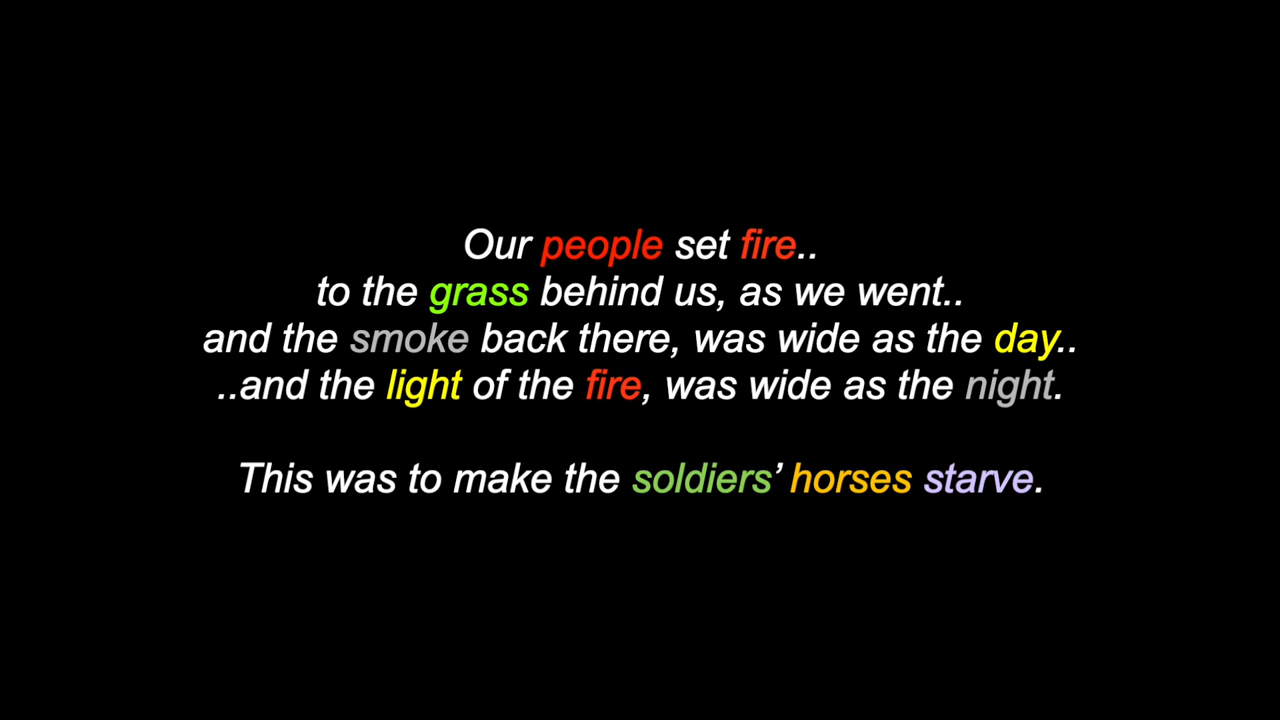 Our people set fire..
to the grass behind us, as we went..
and the smoke back there, was wide as the day..
..and the light of the fire, was wide as the night.
This was to make the soldiers’ horses starve.